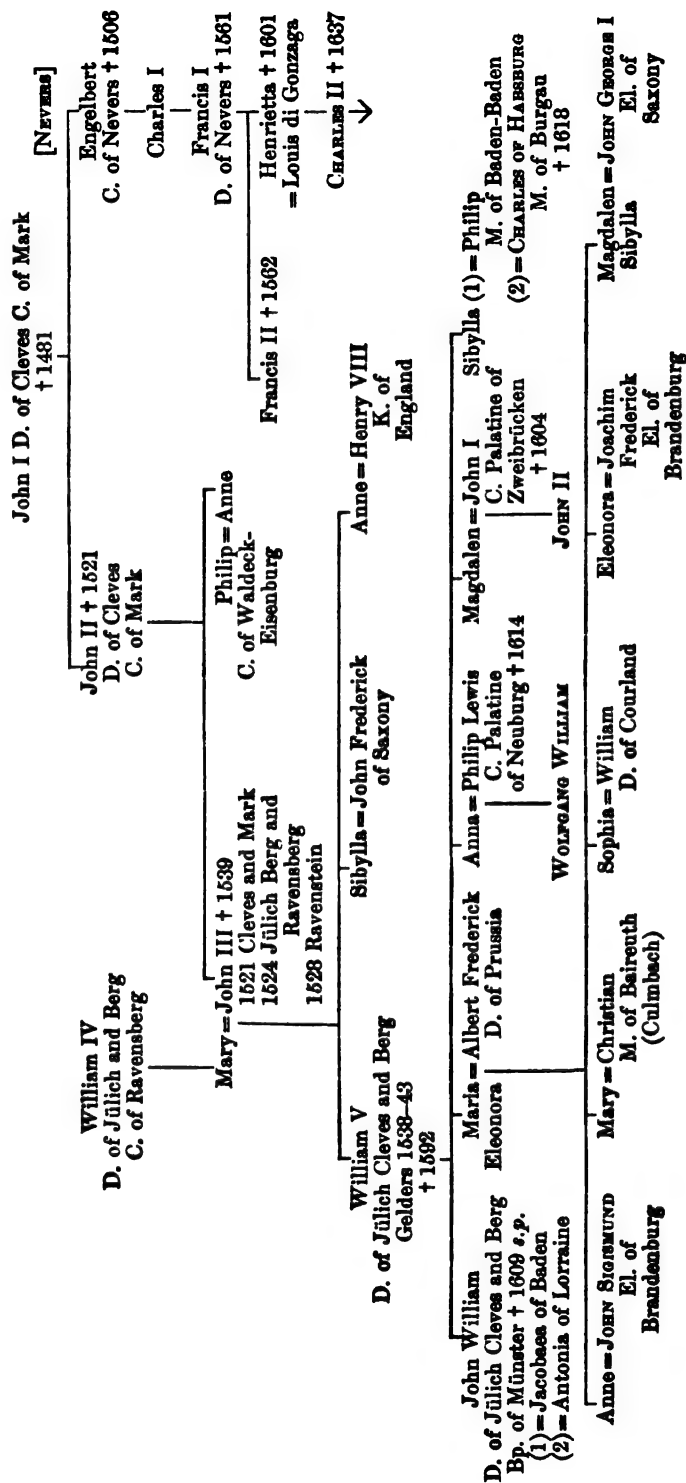 John I D. of Cleves C. of Mark
† 1481
[Nevers]
William IV
D. of Jülich and Berg
C. of Ravensberg
John II † 1521
D. of Cleves
C. of Mark
Engelbert
C. of Nevers † 1506
Charles I
Francis I
D. of Nevers † 1561
Mary = John III † 1539
1521 Cleves and Mark
1524 Jülich Berg and
Ravensberg
1528 Ravenstein
Philip = Anne
C. of Waldeck-
Eisenburg
Francis II † 1562
Henrietta † 1601
= Louis di Gonzaga
Charles II † 1637
William V
D. of Jülich Cleves and Berg
Gelders 1538–43
† 1592
Sibylla = John Frederick
of Saxony
Anne = Henry VIII
K. of
England
John William
D. of Jülich Cleves and Berg
Bp. of Münster † 1609 s.p.
(1) = Jacobaea of Baden
(2) = Antonia of Lorraine
Maria = Albert Frederick
Eleonora D. of Prussia
Anna = Philip Lewis
C. Palatine
of Neuburg † 1614
Wolfgang William
Magdalen = John I
C. Palatine of
Zweibrücken
† 1604
John II
Sibylla (1) = Philip
M. of Baden-Baden
(2) = Charles of Habsburg
M. of Burgau
† 1618
Anne = John Sigismund
El. of
Brandenburg
Mary = Christian
M. of Baireuth
(Culmbach)
Sophia = William
D. of Courland
Eleonora = Joachim
Frederick
El. of
Brandenburg
Magdalen = John George I
Sibylla El. of
Saxony